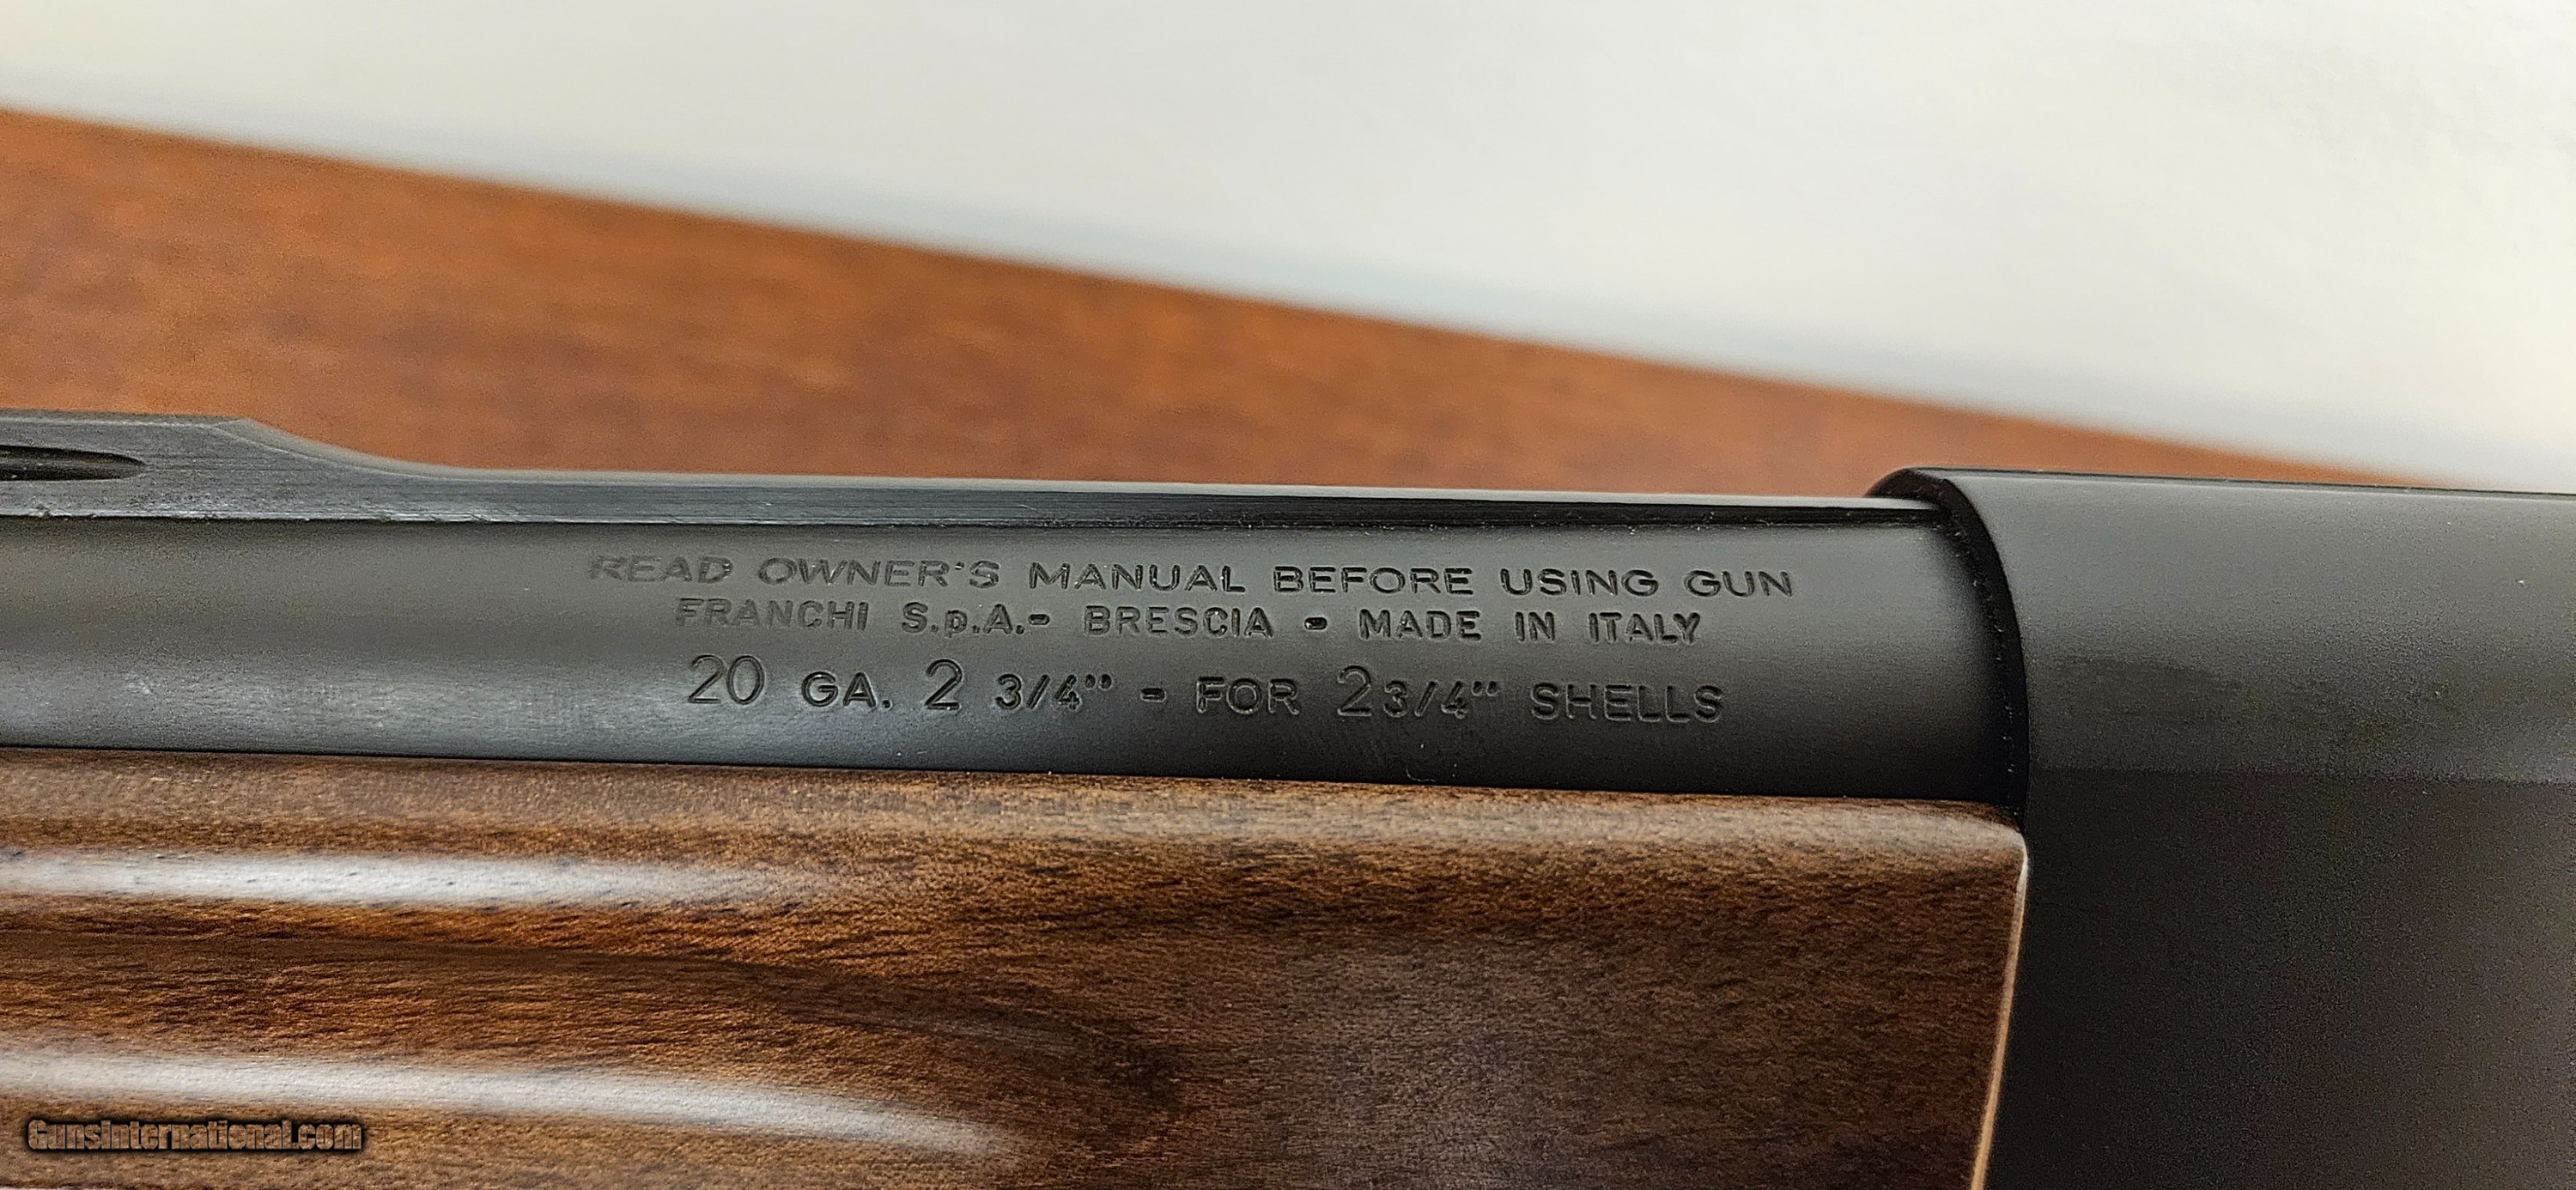 READ OWNER'S MANUAL BEFORE USING GUN
FRANCHI S.p.A.- BRESCIA - MADE IN ITALY
20 GA. 2 3/4" - FOR 2 3/4" SHELLS
GunsInternational.com